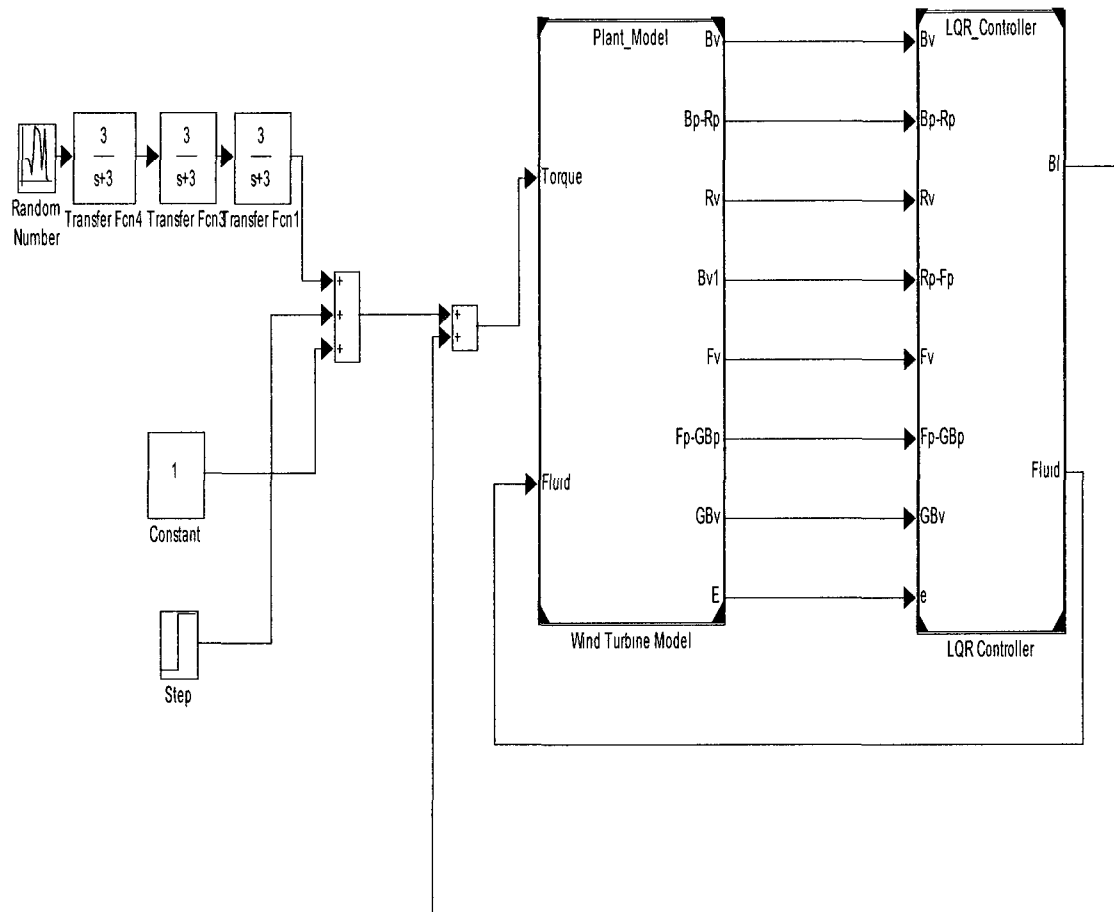 Plant_Model
Torque
Fluid
Bv
Bp-Rp
Rv
Bv1
Fv
Fp-GBp
GBv
E
Wind Turbine Model
LQR_Controller
Bv
Bp-Rp
Rv
Rp-Fp
Fv
Fp-GBp
GBv
e
Bl
Fluid
LQR Controller
Random
Number
3
s+3
Transfer Fcn4
3
s+3
Transfer Fcn3
3
s+3
Transfer Fcn1
+
+
+
+
+
1
Constant
Step